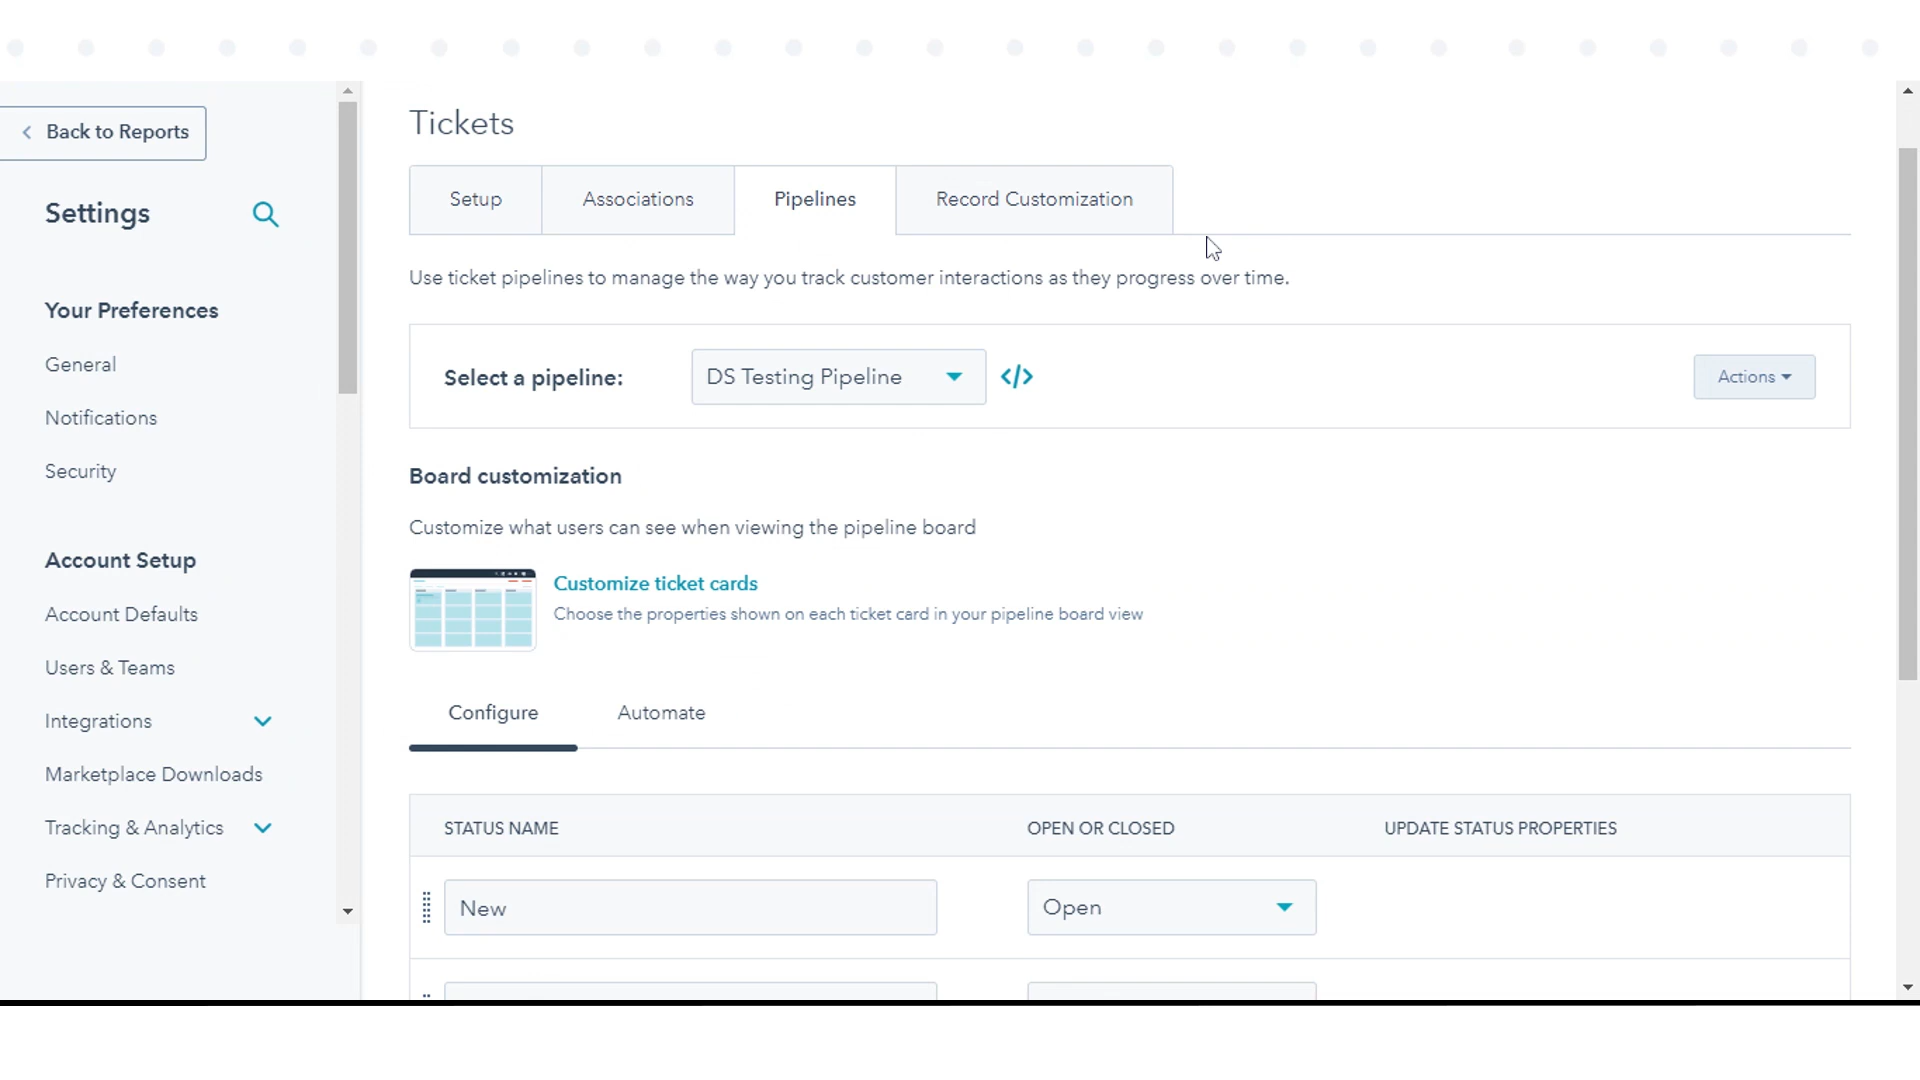 Back to Reports
Settings
Your Preferences
General
Notifications
Security
Account Setup
Account Defaults
Users & Teams
Integrations
Marketplace Downloads
Tracking & Analytics
Privacy & Consent
Tickets
Setup
Associations
Pipelines
Record Customization
Use ticket pipelines to manage the way you track customer interactions as they progress over time.
Select a pipeline:
DS Testing Pipeline
</>
Actions
Board customization
Customize what users can see when viewing the pipeline board
Customize ticket cards
Choose the properties shown on each ticket card in your pipeline board view
Configure
Automate
STATUS NAME
OPEN OR CLOSED
UPDATE STATUS PROPERTIES
New
Open